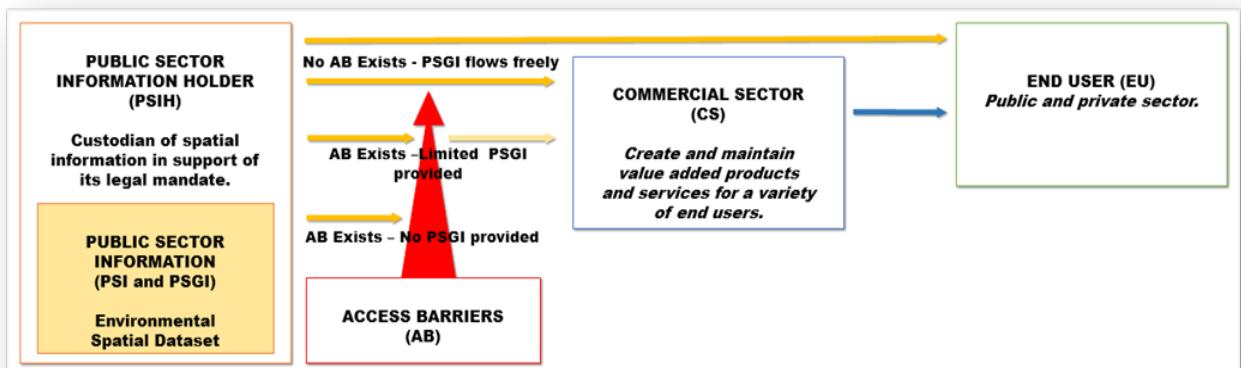 PUBLIC SECTOR
INFORMATION HOLDER
(PSIH)
Custodian of spatial
information in support of
its legal mandate.
PUBLIC SECTOR
INFORMATION
(PSI and PSGI)
Environmental
Spatial Dataset
No AB Exists - PSGI flows freely
AB Exists –Limited PSGI
provided
AB Exists – No PSGI provided
ACCESS BARRIERS
(AB)
COMMERCIAL SECTOR
(CS)
Create and maintain
value added products
and services for a variety
of end users.
END USER (EU)
Public and private sector.